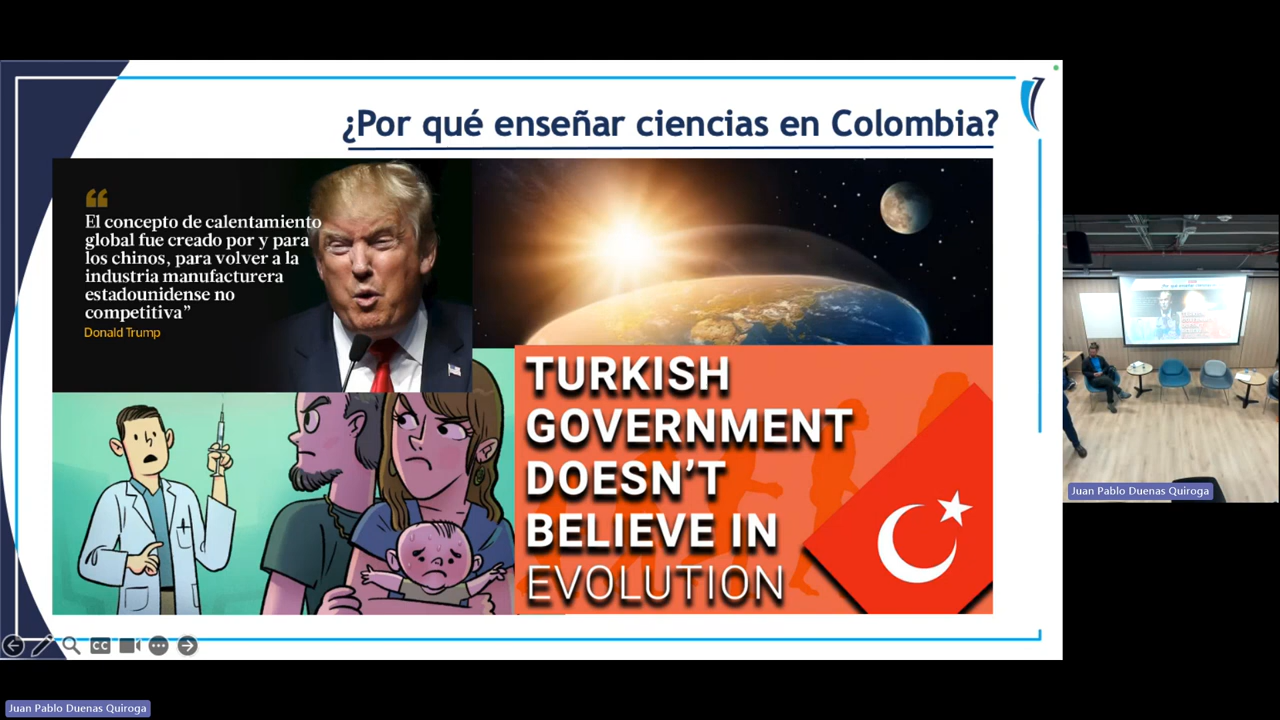 ¿Por qué enseñar ciencias en Colombia?
“
El concepto de calentamiento
global fue creado por y para
los chinos, para volver a la
industria manufacturera
estadounidense no
competitiva”
Donald Trump
TURKISH
GOVERNMENT
DOESN’T
BELIEVE IN
EVOLUTION
CC
Juan Pablo Duenas Quiroga
Juan Pablo Duenas Quiroga